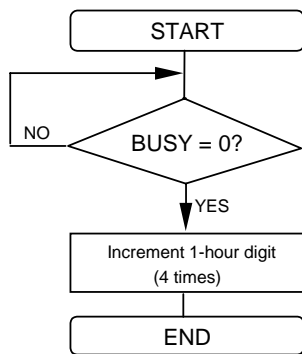 START
NO
BUSY = 0?
YES
Increment 1-hour digit
(4 times)
END